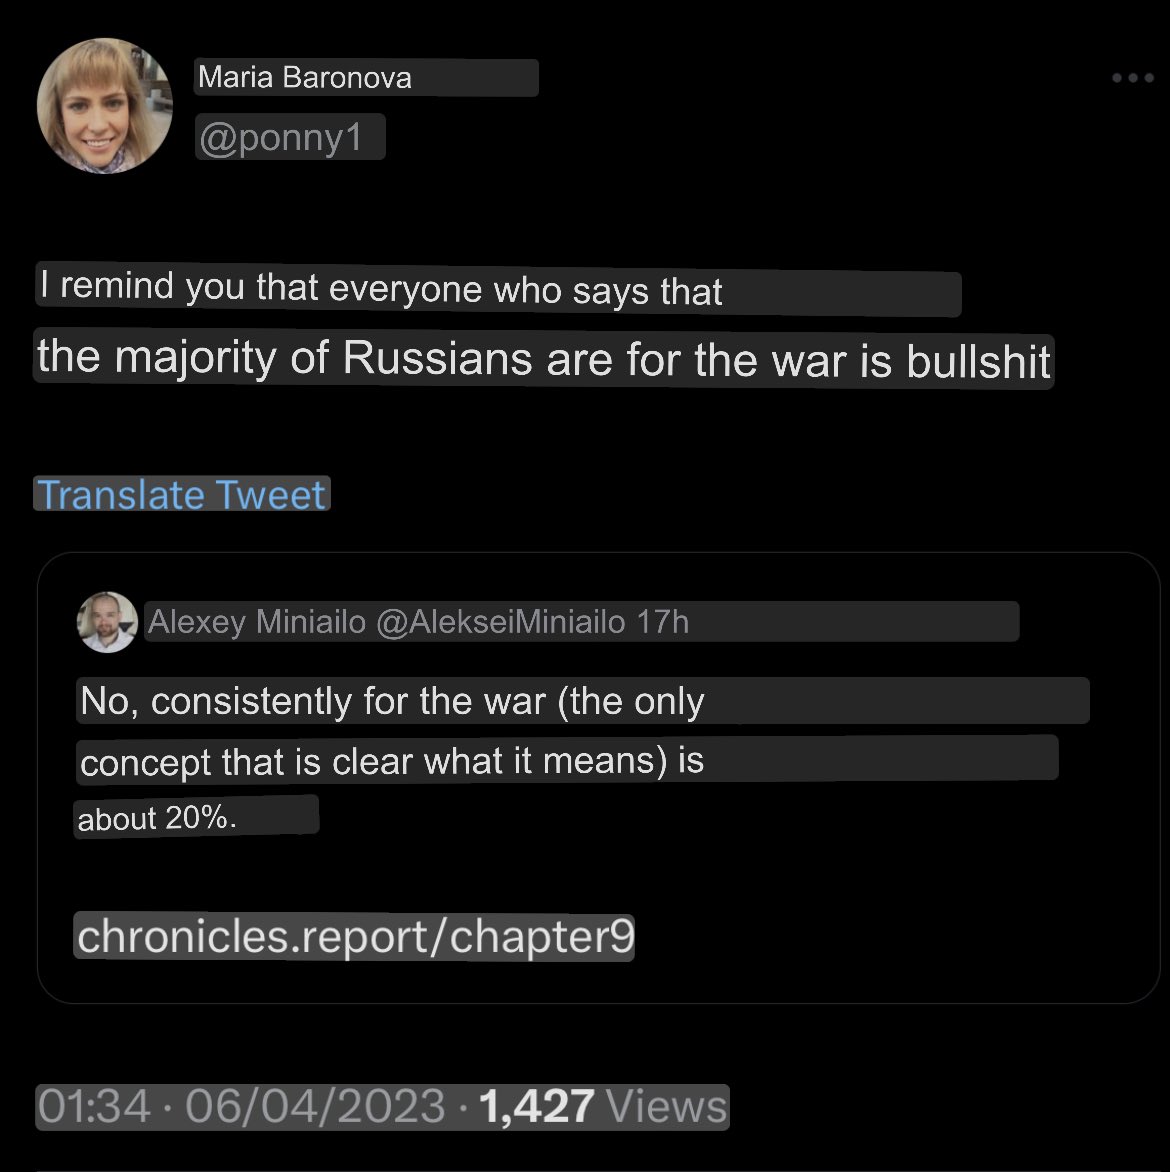 Maria Baronova
@ponny1
I remind you that everyone who says that
the majority of Russians are for the war is bullshit
Translate Tweet
Alexey Miniailo @AlekseiMiniailo 17h
No, consistently for the war (the only
concept that is clear what it means) is
about 20%.
chronicles.report/chapter9
01:34 · 06/04/2023 · 1,427 Views